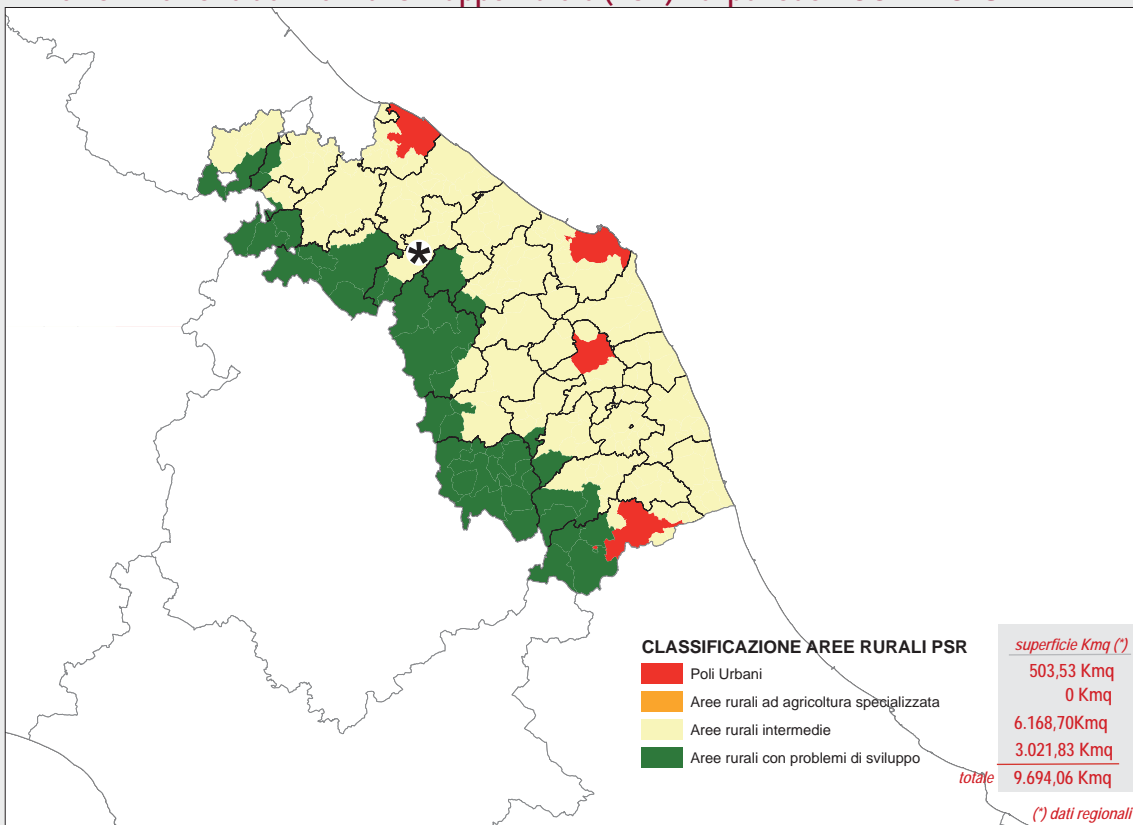 CLASSIFICAZIONE AREE RURALI PSR
superficie Kmq (*)
Poli Urbani
503,53 Kmq
Aree rurali ad agricoltura specializzata
0 Kmq
Aree rurali intermedie
6.168,70Kmq
Aree rurali con problemi di sviluppo
3.021,83 Kmq
totale 9.694,06 Kmq
(*) dati regionali
*